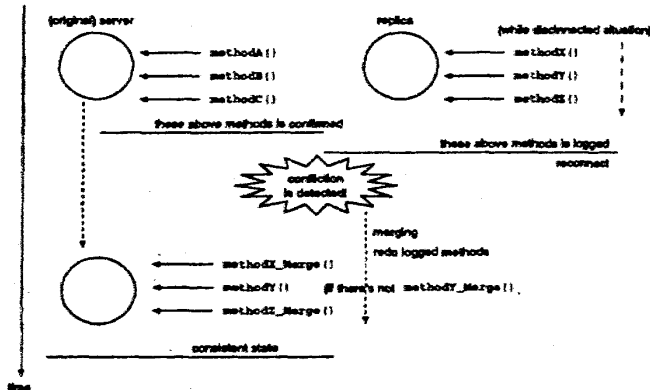 (original) server
replica
(while disconnected situation)
methodA()
methodB()
methodC()
methodX()
methodY()
methodZ()
these above methods is confirmed
these above methods is logged
reconnect
confliction
is detected!
merging
redo logged methods
methodX_Merge()
methodY()
(if there's not methodY_Merge()
methodZ_Merge()
consistent state
time